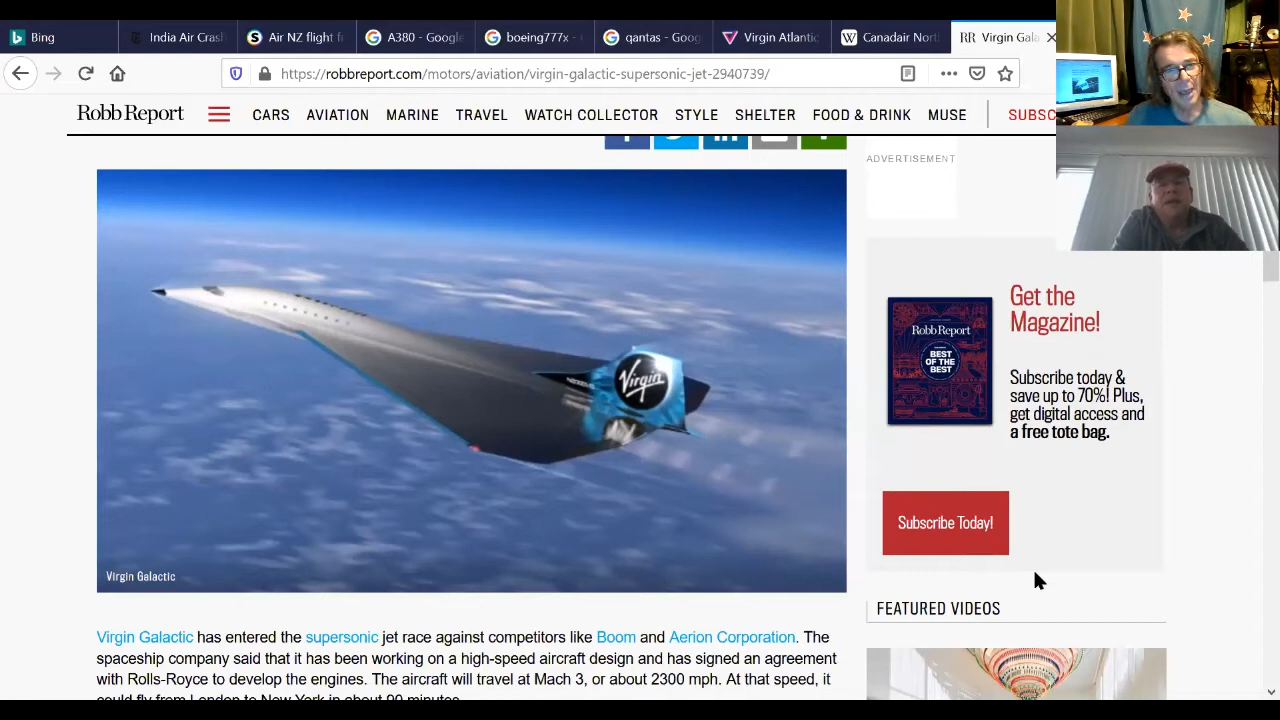 Bing
India Air Crash
Air NZ flight f
A380 - Google
boeing777x -
qantas - Goog
Virgin Atlantic
Canadair Nort
RR Virgin Gala
https://robbreport.com/motors/aviation/virgin-galactic-supersonic-jet-2940739/
Robb Report
CARS AVIATION MARINE TRAVEL WATCH COLLECTION STYLE SHELTER FOOD & DRINK MUSE SUBSC
ADVERTISEMENT
Virgin
Virgin Galactic
Robb Report
BEST
OF THE
BEST
Get the
Magazine!
Subscribe today &
save up to 70%! Plus,
get digital access and
a free tote bag.
Subscribe Today!
FEATURED VIDEOS
Virgin Galactic has entered the supersonic jet race against competitors like Boom and Aerion Corporation. The
spaceship company said that it has been working on a high-speed aircraft design and has signed an agreement
with Rolls-Royce to develop the engines. The aircraft will travel at Mach 3, or about 2300 mph. At that speed, it
could fly from London to New York in about 90 minutes.